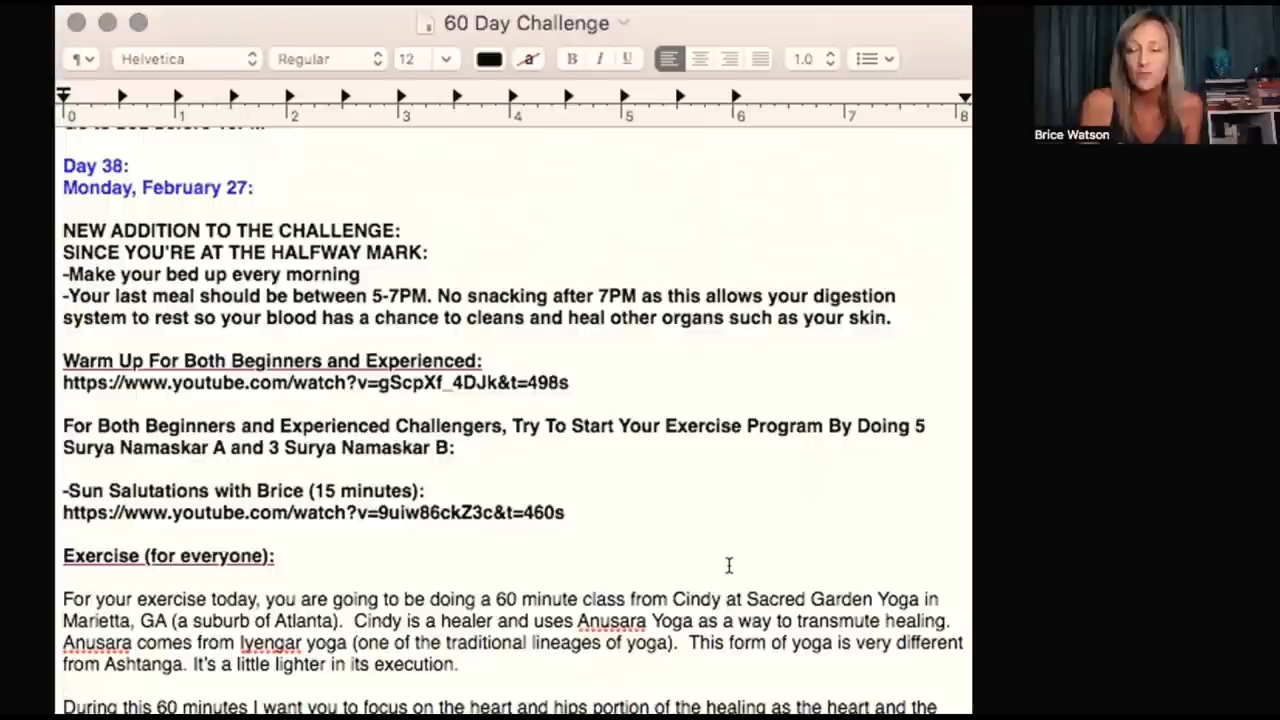 60 Day Challenge
Helvetica
Regular
12
B I U
1.0
0 1 2 3 4 5 6 7 8
Day 38:
Monday, February 27:
NEW ADDITION TO THE CHALLENGE:
SINCE YOU'RE AT THE HALFWAY MARK:
-Make your bed up every morning
-Your last meal should be between 5-7PM. No snacking after 7PM as this allows your digestion
system to rest so your blood has a chance to cleans and heal other organs such as your skin.
Warm Up For Both Beginners and Experienced:
https://www.youtube.com/watch?v=gScpXf_4DJk&t=498s
For Both Beginners and Experienced Challengers, Try To Start Your Exercise Program By Doing 5
Surya Namaskar A and 3 Surya Namaskar B:
-Sun Salutations with Brice (15 minutes):
https://www.youtube.com/watch?v=9uiw86ckZ3c&t=460s
Exercise (for everyone):
For your exercise today, you are going to be doing a 60 minute class from Cindy at Sacred Garden Yoga in
Marietta, GA (a suburb of Atlanta).  Cindy is a healer and uses Anusara Yoga as a way to transmute healing.
Anusara comes from Iyengar yoga (one of the traditional lineages of yoga).  This form of yoga is very different
from Ashtanga. It's a little lighter in its execution.
During this 60 minutes I want you to focus on the heart and hips portion of the healing as the heart and the
Brice Watson